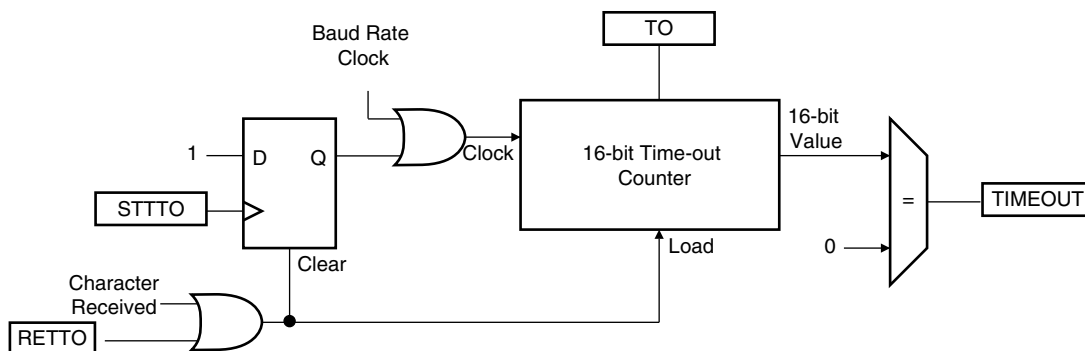 TO
Baud Rate
Clock
16-bit
Value
1
D
Q
Clock
16-bit Time-out
Counter
STTTO
=
TIMEOUT
Clear
Load
0
Character
Received
RETTO